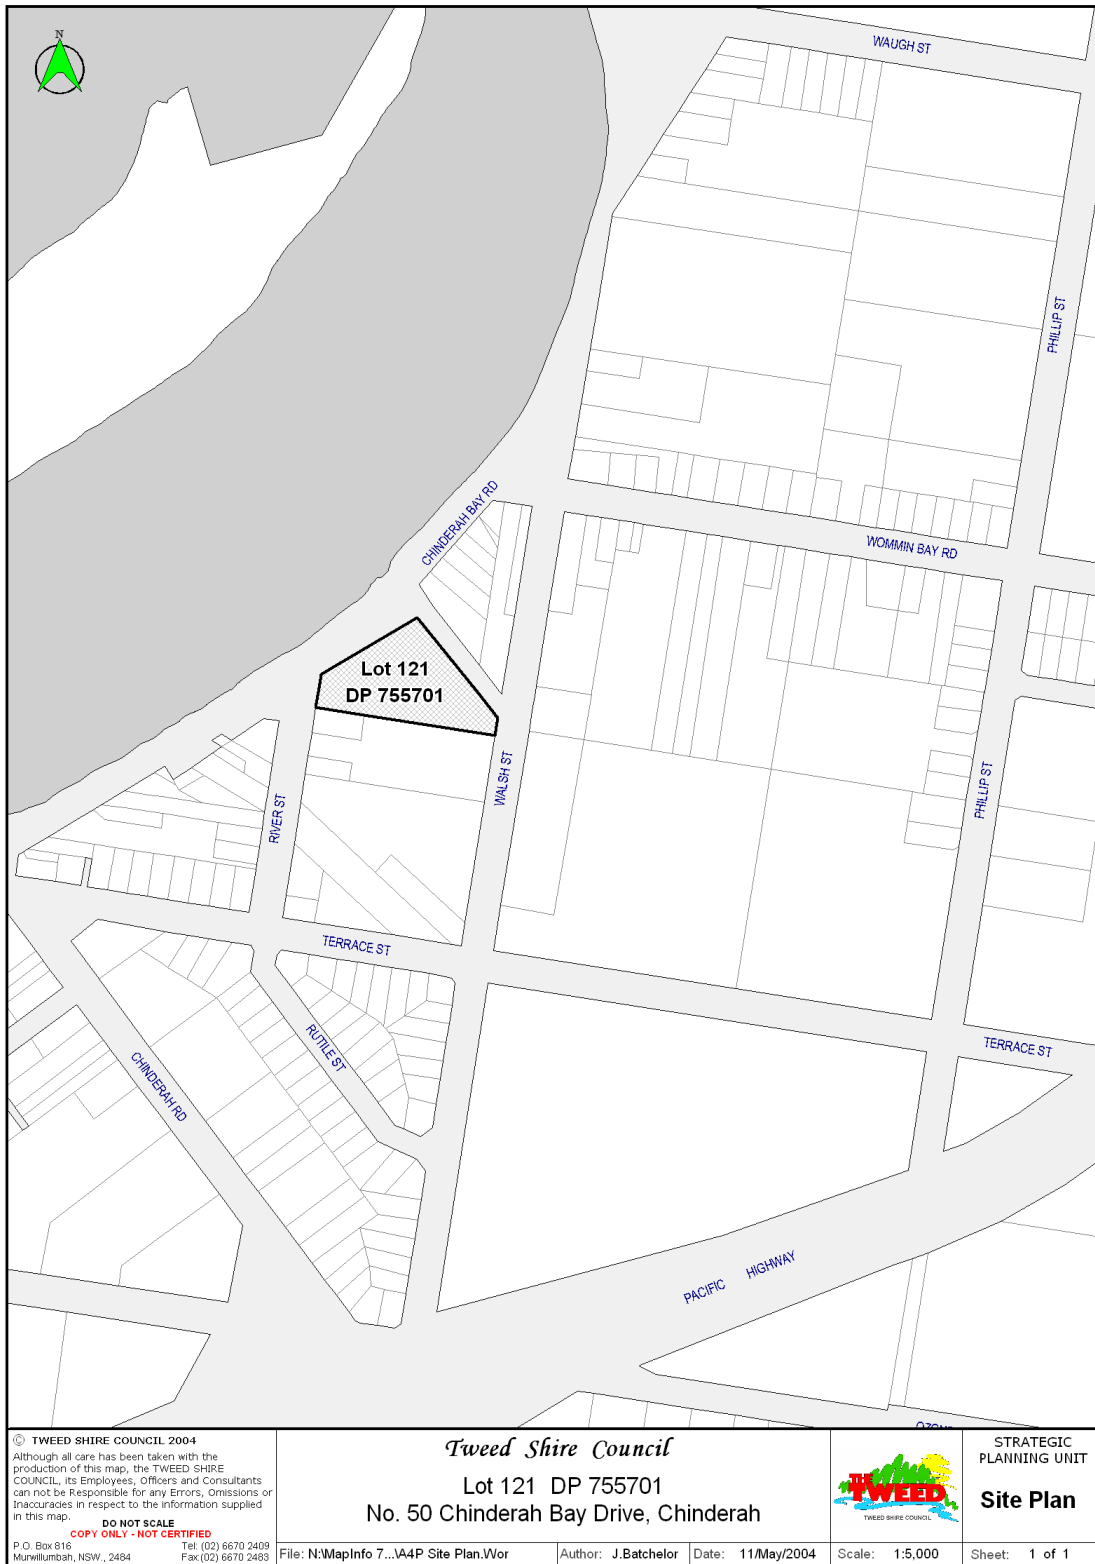 N
WAUGH ST
PHILLIP ST
CHINDERAH BAY RD
WOMMIN BAY RD
Lot 121
DP 755701
WALSH ST
RIVER ST
PHILLIP ST
TERRACE ST
RUTILE ST
TERRACE ST
CHINDERAH RD
PACIFIC HIGHWAY
© TWEED SHIRE COUNCIL 2004
Although all care has been taken with the
production of this map, the TWEED SHIRE
COUNCIL, its Employees, Officers and Consultants
can not be Responsible for any Errors, Omissions or
Inaccuracies in respect to the information supplied
in this map.
DO NOT SCALE
COPY ONLY - NOT CERTIFIED
P.O. Box 816
Murwillumbah, NSW., 2484
Tel: (02) 6670 2409
Fax:(02) 6670 2483
Tweed Shire Council
Lot 121 DP 755701
No. 50 Chinderah Bay Drive, Chinderah
File: N:\MapInfo 7...\A4P Site Plan.Wor
Author: J.Batchelor
Date: 11/May/2004
THE
TWEED
TWEED SHIRE COUNCIL
Scale: 1:5,000
STRATEGIC
PLANNING UNIT
Site Plan
Sheet: 1 of 1